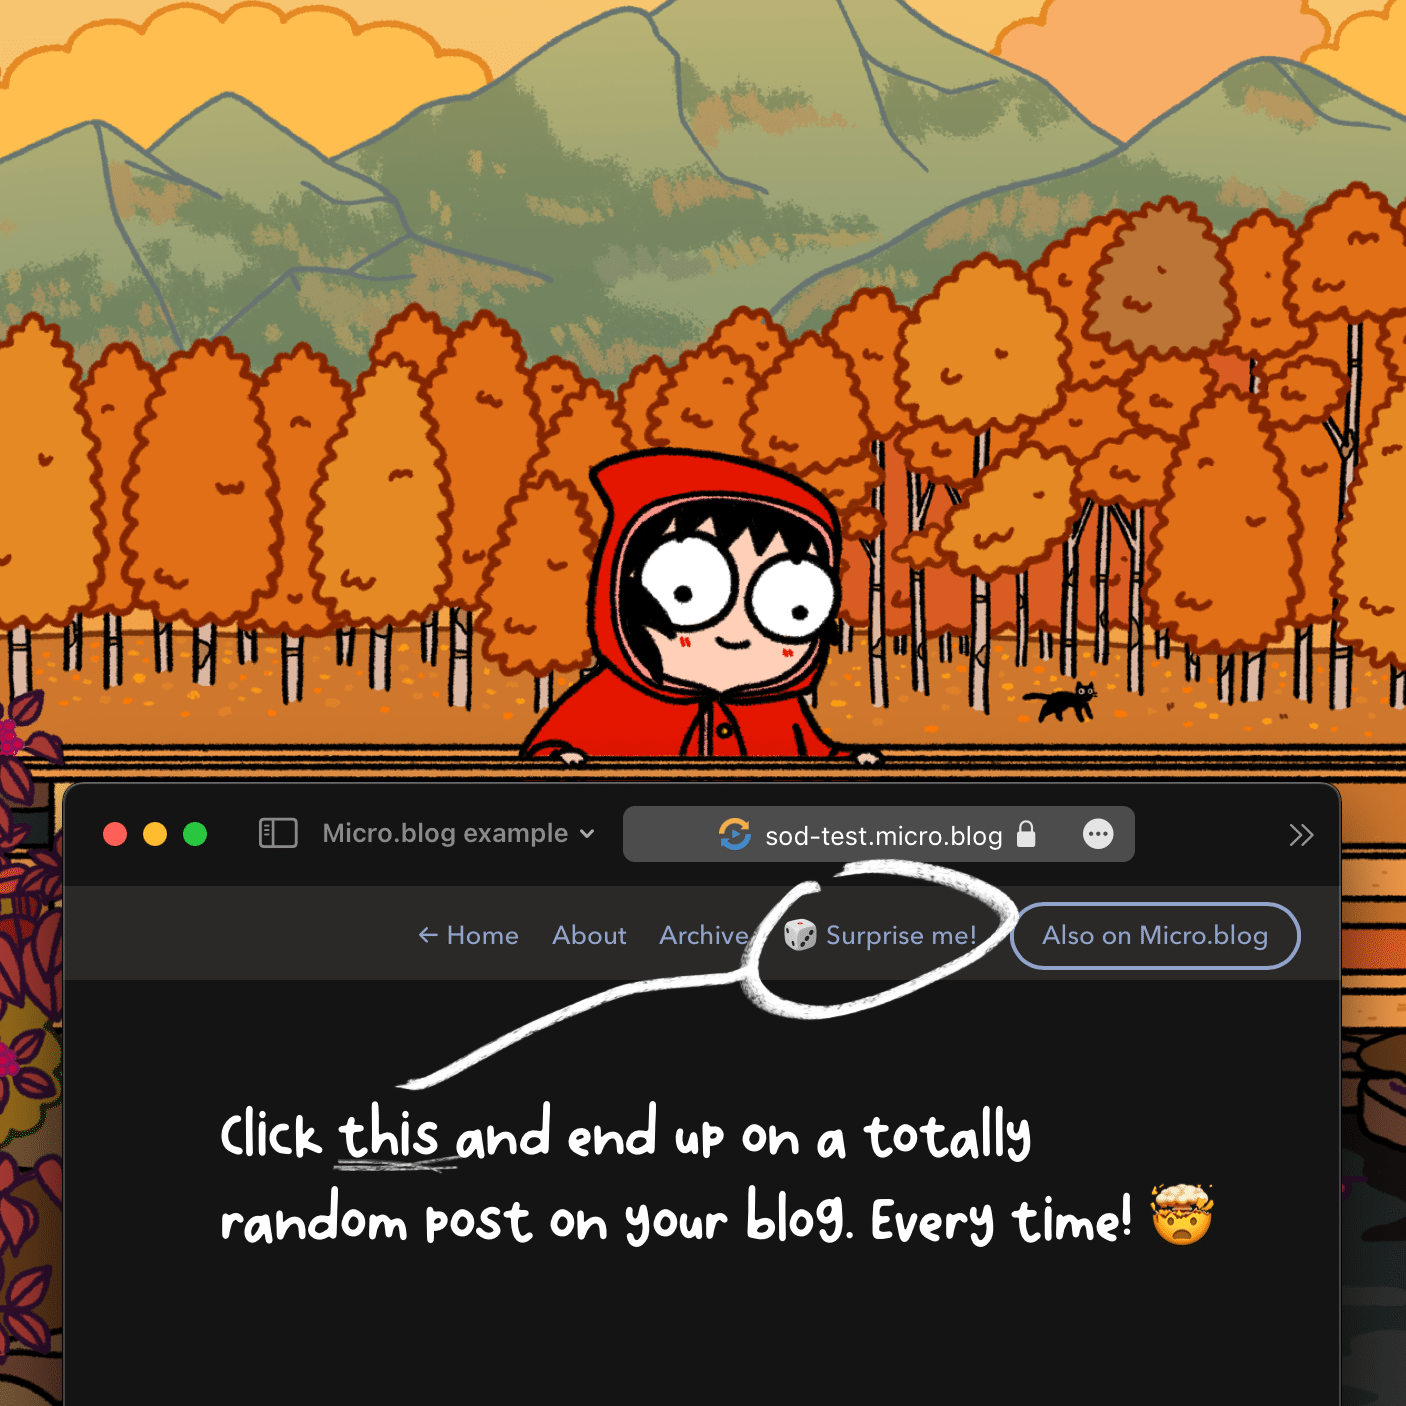 Micro.blog example
sod-test.micro.blog
← Home About Archive 🎲 Surprise me! Also on Micro.blog
Click this and end up on a totally
random post on your blog. Every time! 🤯